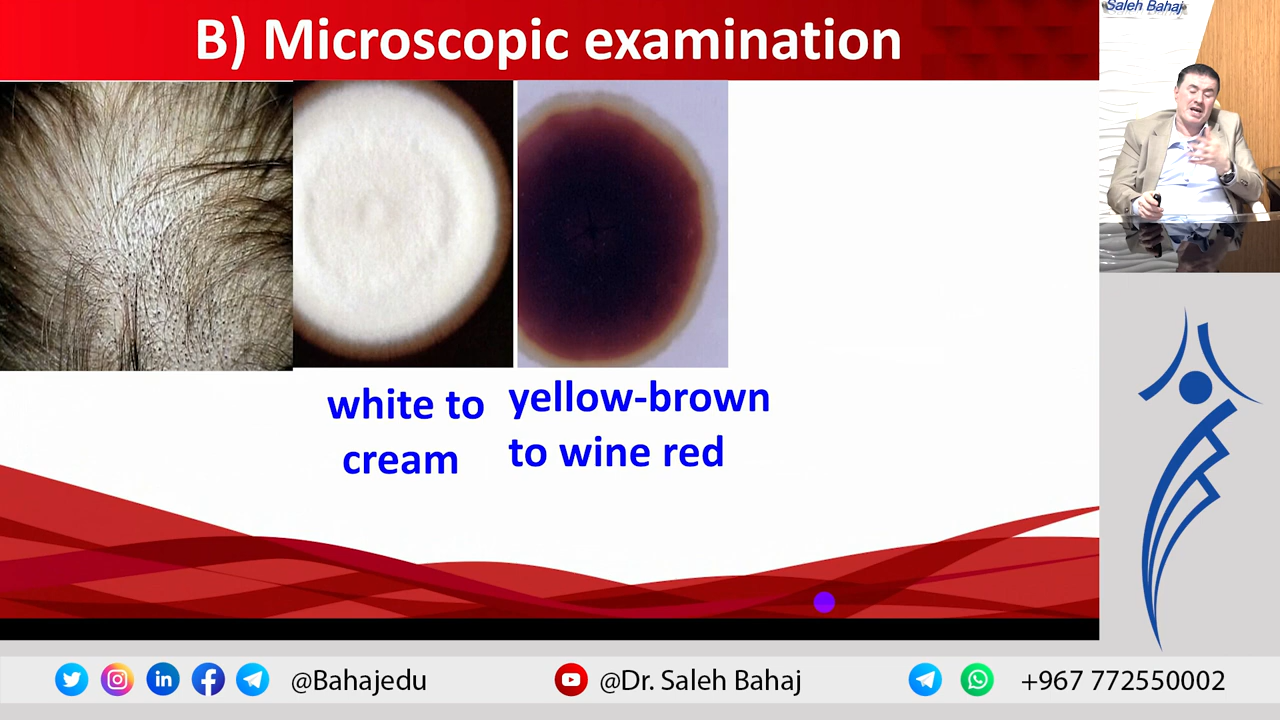 B) Microscopic examination
Saleh Bahaj
white to
cream
yellow-brown
to wine red
@Bahajedu
@Dr. Saleh Bahaj
+967 772550002